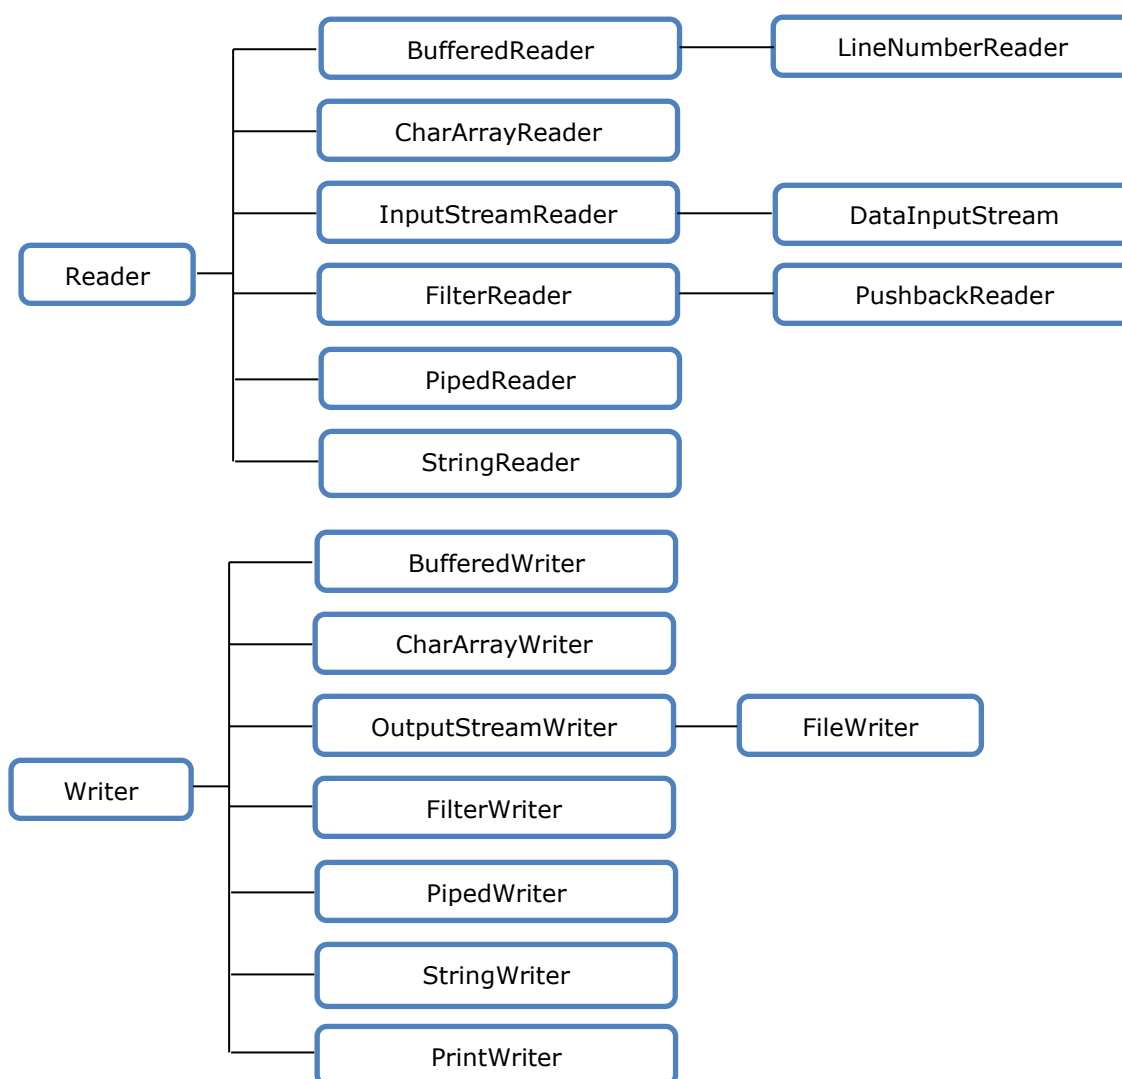 BufferedReader
LineNumberReader
CharArrayReader
InputStreamReader
DataInputStream
Reader
FilterReader
PushbackReader
PipedReader
StringReader
BufferedWriter
CharArrayWriter
OutputStreamWriter
FileWriter
Writer
FilterWriter
PipedWriter
StringWriter
PrintWriter